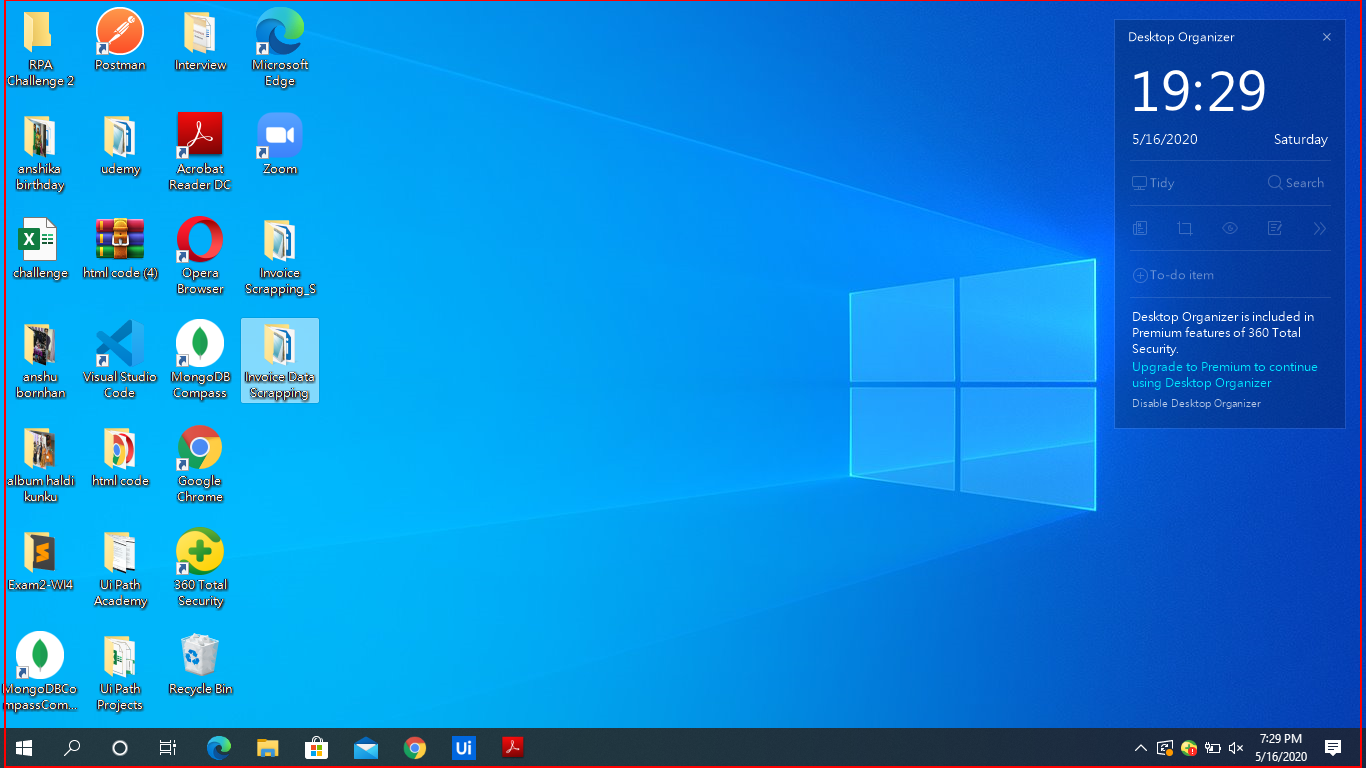 RPA
Challenge 2
Postman
Interview
Microsoft
Edge
anshika
birthday
udemy
Acrobat
Reader DC
Zoom
challenge
html code (4)
Opera
Browser
Invoice
Scrapping_S
anshu
bornhan
Visual Studio
Code
MongoDB
Compass
Invoice Data
Scrapping
album haldi
kunku
html code
Google
Chrome
Exam2-WI4
Ui Path
Academy
360 Total
Security
MongoDBCo
mpassCom...
Ui Path
Projects
Recycle Bin
Desktop Organizer
19:29
5/16/2020 Saturday
Tidy Search
To-do item
Desktop Organizer is included in
Premium features of 360 Total
Security.
Upgrade to Premium to continue
using Desktop Organizer
Disable Desktop Organizer
Ui
7:29 PM
5/16/2020